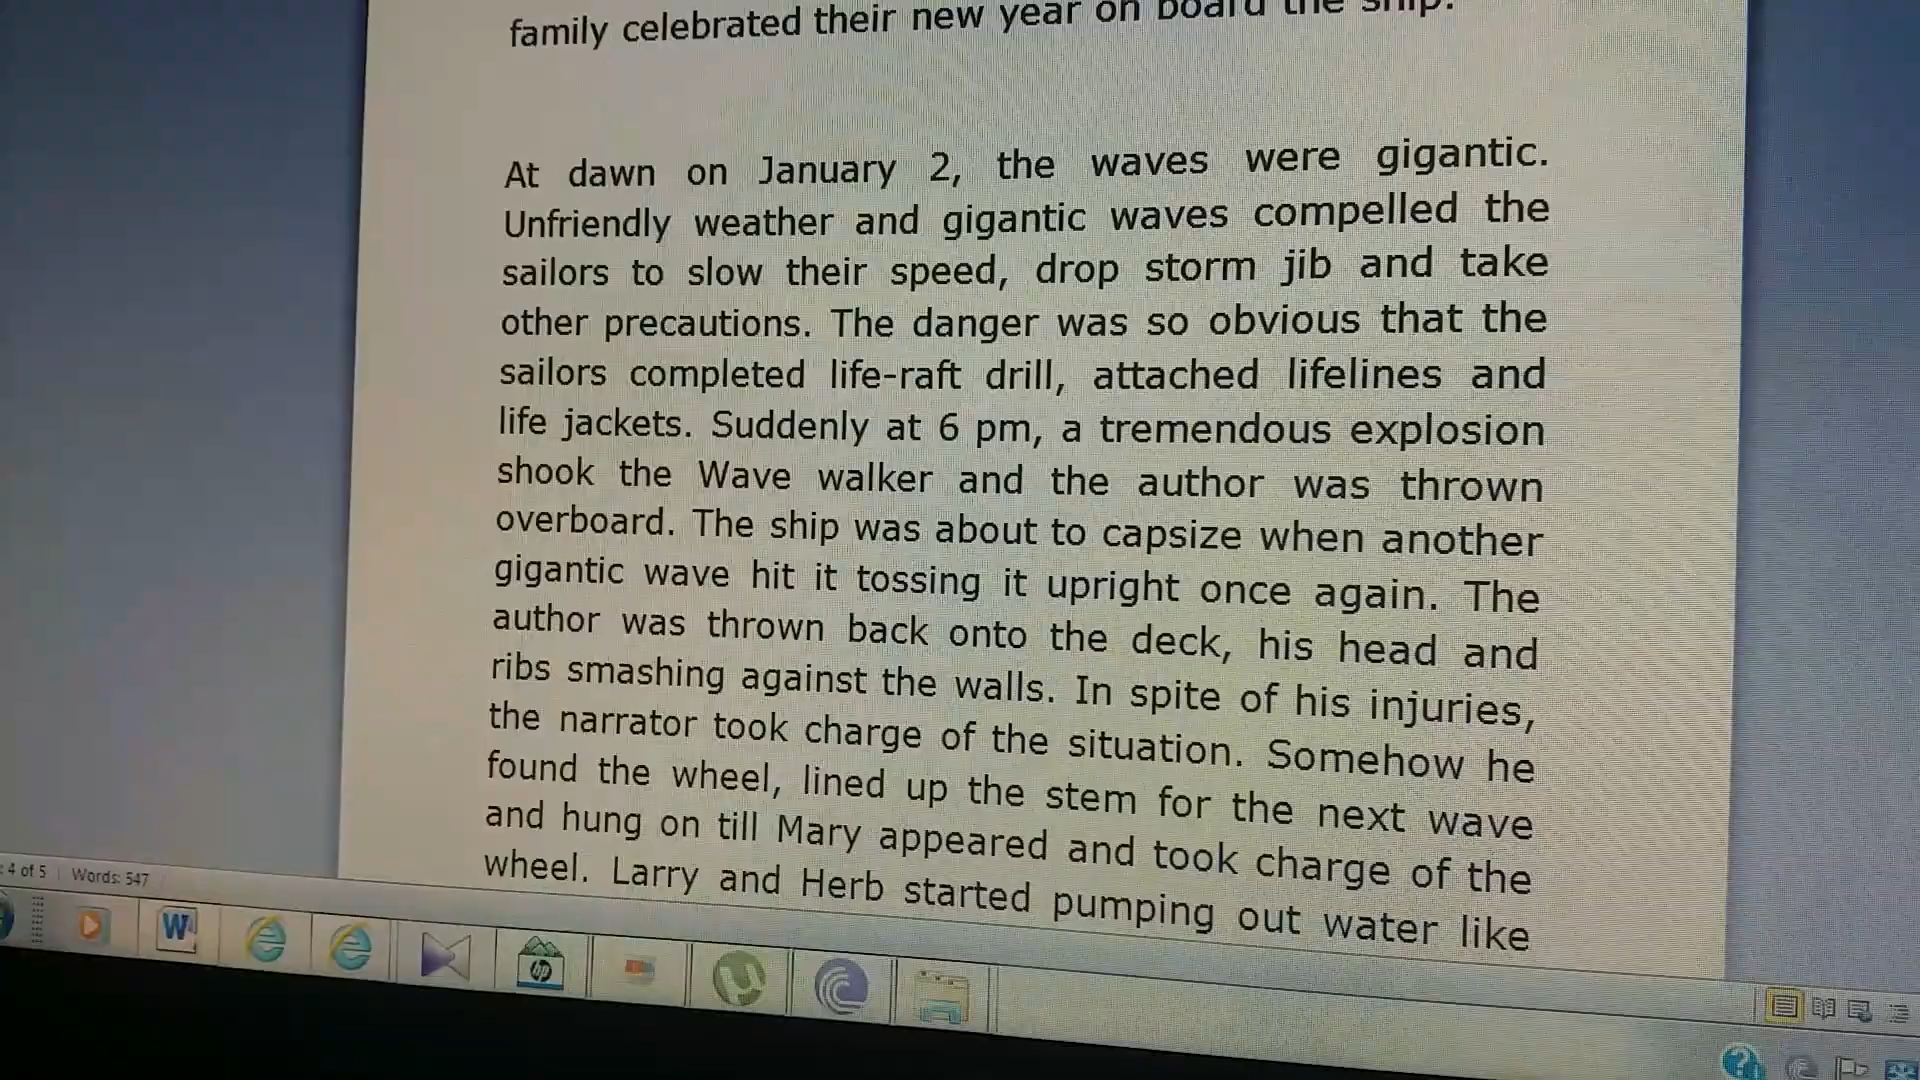 family celebrated their new year on board the ship.
At dawn on January 2, the waves were gigantic.
Unfriendly weather and gigantic waves compelled the
sailors to slow their speed, drop storm jib and take
other precautions. The danger was so obvious that the
sailors completed life-raft drill, attached lifelines and
life jackets. Suddenly at 6 pm, a tremendous explosion
shook the Wave walker and the author was thrown
overboard. The ship was about to capsize when another
gigantic wave hit it tossing it upright once again. The
author was thrown back onto the deck, his head and
ribs smashing against the walls. In spite of his injuries,
the narrator took charge of the situation. Somehow he
found the wheel, lined up the stem for the next wave
and hung on till Mary appeared and took charge of the
wheel. Larry and Herb started pumping out water like
: 4 of 5 Words: 547
W
hp